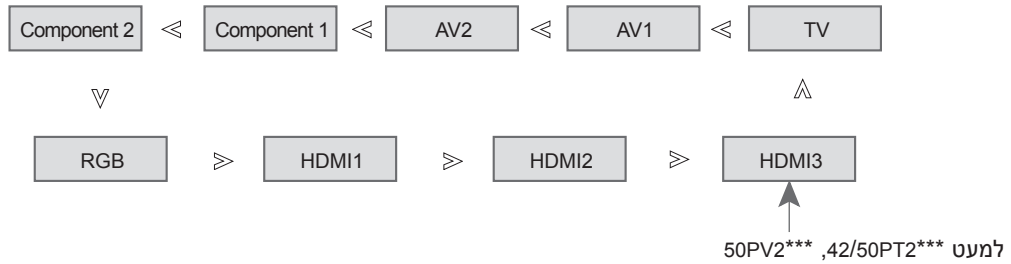 Component 2 Component 1 AV2 AV1 TV
RGB HDMI1 HDMI2 HDMI3
למעט 42/50PT2*** ,50PV2***